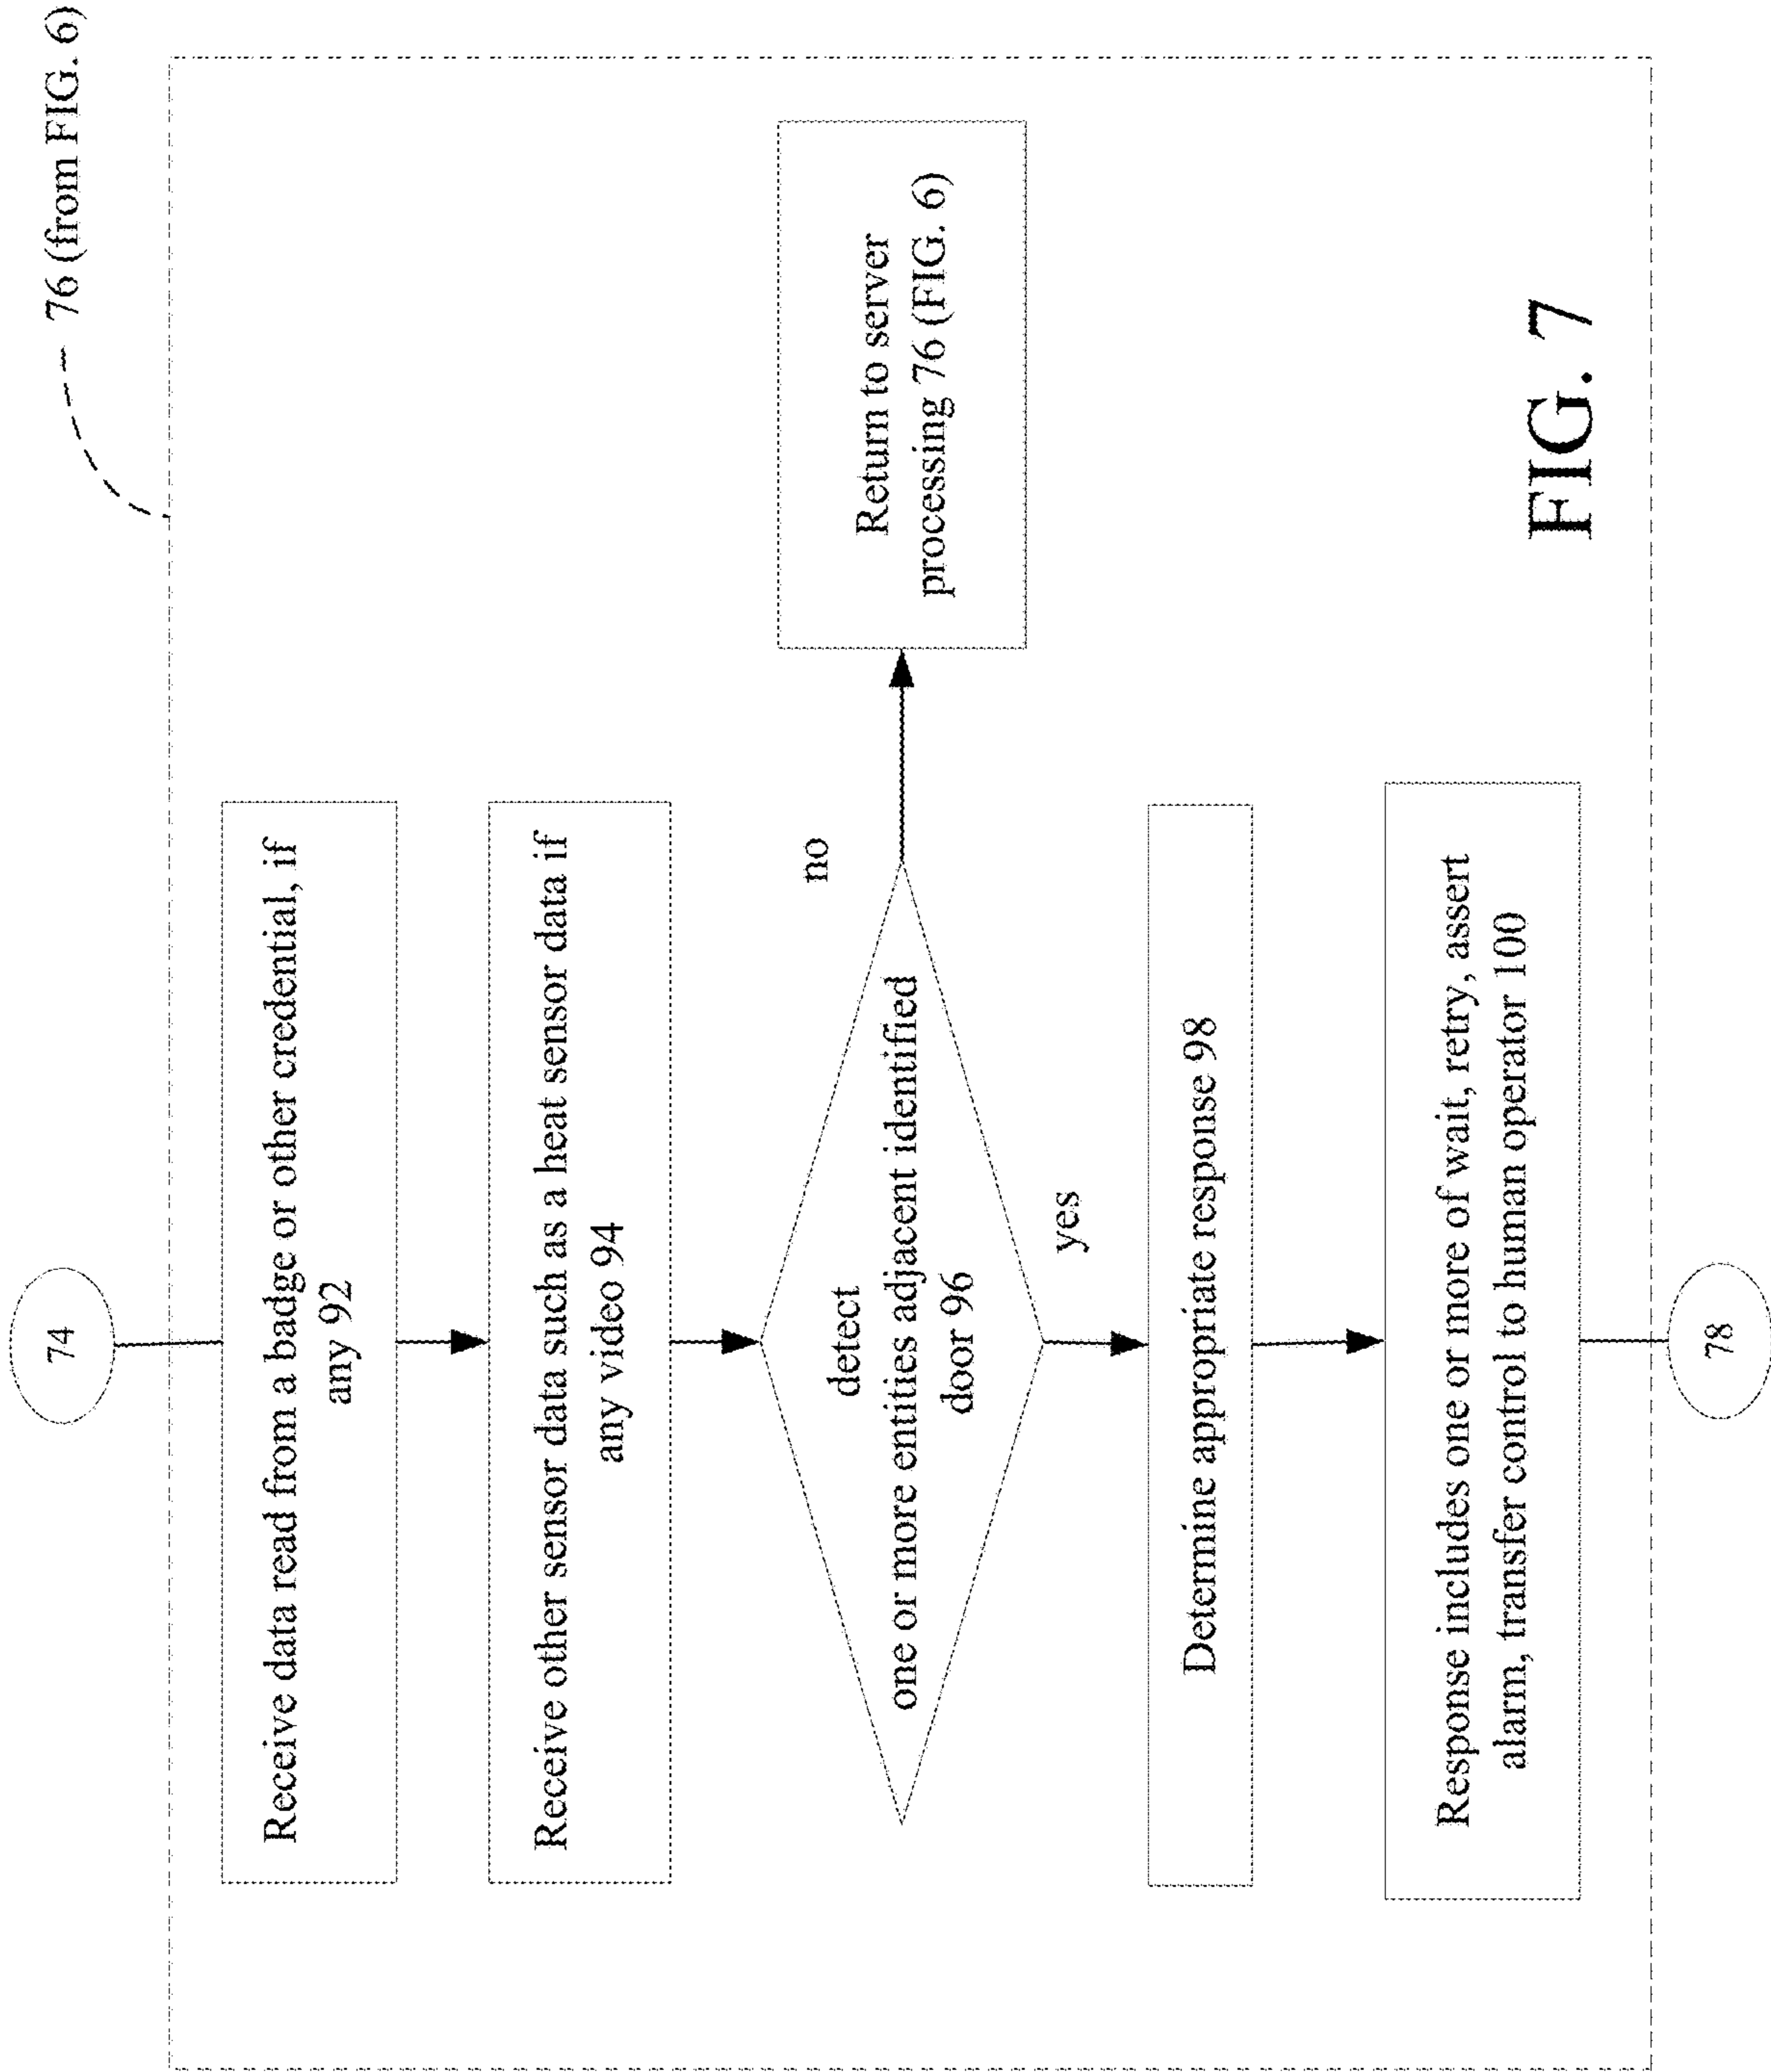 76 (from FIG. 6)
74
Receive data read from a badge or other credential, if
any 92
Receive other sensor data such as a heat sensor data if
any video 94
detect
one or more entities adjacent identified
door 96
no
Return to server
processing 76 (FIG. 6)
yes
Determine appropriate response 98
Response includes one or more of wait, retry, assert
alarm, transfer control to human operator 100
78
FIG. 7